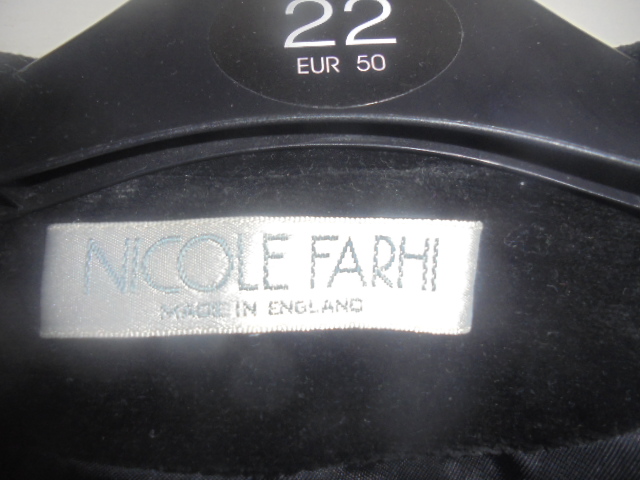 22
EUR 50
NICOLE FARHI
MADE IN ENGLAND